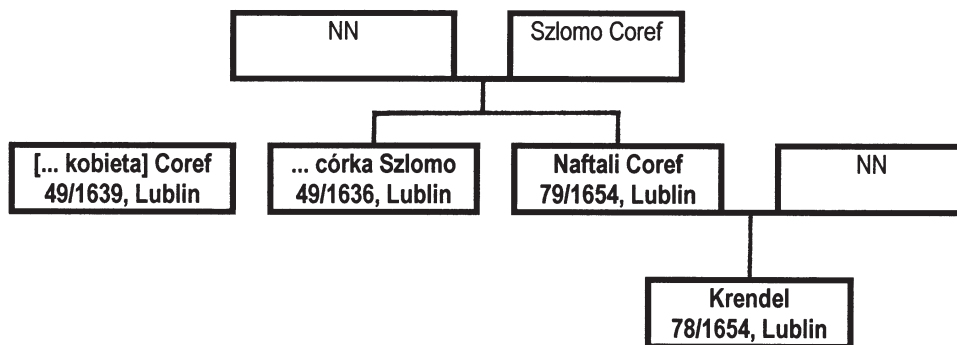 NN
Szlomo Coref
[... kobieta] Coref
49/1639, Lublin
... córka Szlomo
49/1636, Lublin
Naftali Coref
79/1654, Lublin
NN
Krendel
78/1654, Lublin